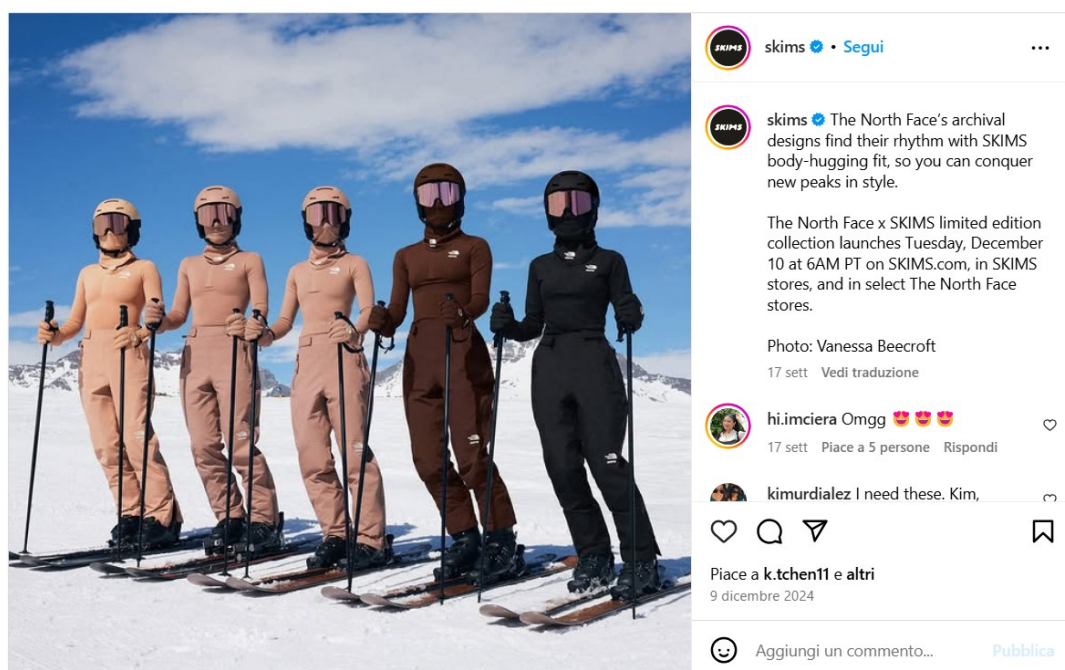 SKIMS
skims • Segui
SKIMS
skims The North Face’s archival
designs find their rhythm with SKIMS
body-hugging fit, so you can conquer
new peaks in style.
The North Face x SKIMS limited edition
collection launches Tuesday, December
10 at 6AM PT on SKIMS.com, in SKIMS
stores, and in select The North Face
stores.
Photo: Vanessa Beecroft
17 sett Vedi traduzione
hi.imciera Omgg 😍 😍 😍
17 sett Piace a 5 persone Rispondi
kimurdialez I need these. Kim,
Piace a k.tchen11 e altri
9 dicembre 2024
Aggiungi un commento... Pubblica